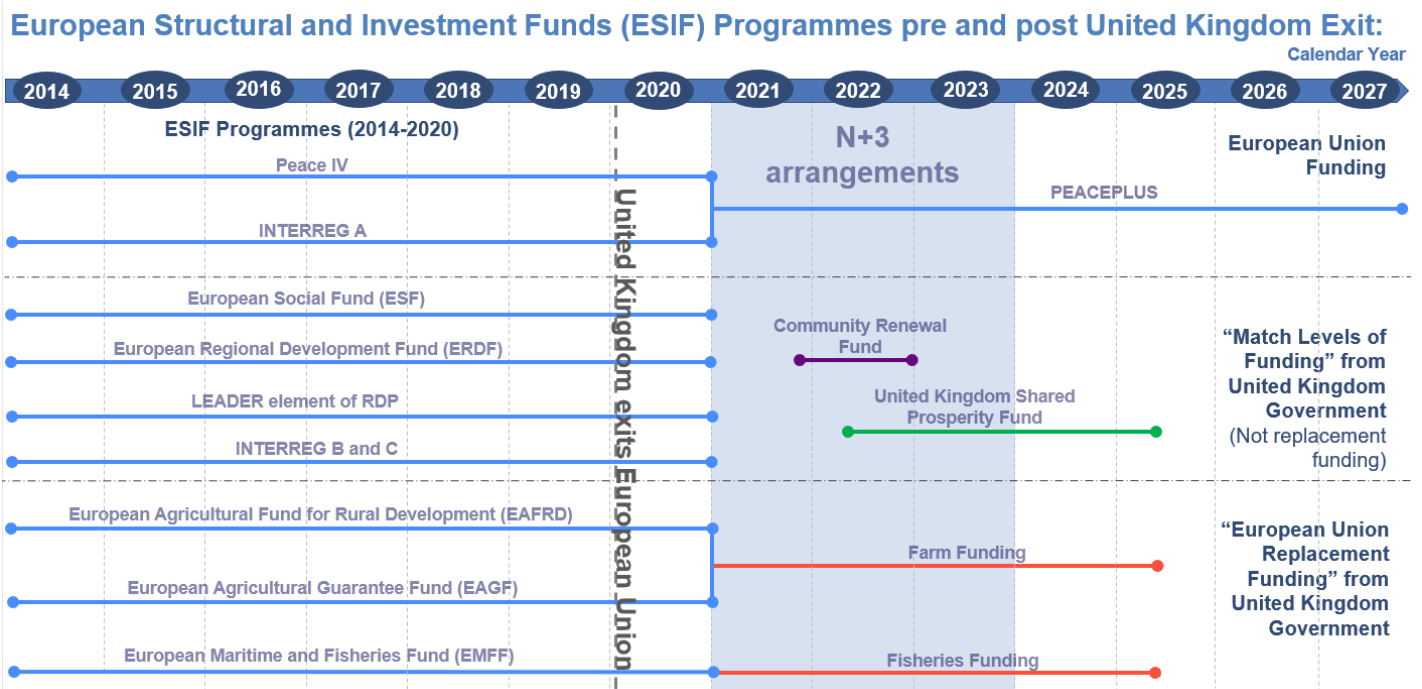 European Structural and Investment Funds (ESIF) Programmes pre and post United Kingdom Exit:
Calendar Year
2014 2015 2016 2017 2018 2019 2020 2021 2022 2023 2024 2025 2026 2027
ESIF Programmes (2014-2020)
N+3
arrangements
European Union
Funding
Peace IV
PEACEPLUS
INTERREG A
United Kingdom exits European Union
European Social Fund (ESF)
Community Renewal
Fund
European Regional Development Fund (ERDF)
United Kingdom Shared
Prosperity Fund
LEADER element of RDP
INTERREG B and C
“Match Levels of
Funding” from
United Kingdom
Government
(Not replacement
funding)
European Agricultural Fund for Rural Development (EAFRD)
Farm Funding
European Agricultural Guarantee Fund (EAGF)
European Maritime and Fisheries Fund (EMFF)
Fisheries Funding
“European Union
Replacement
Funding” from
United Kingdom
Government